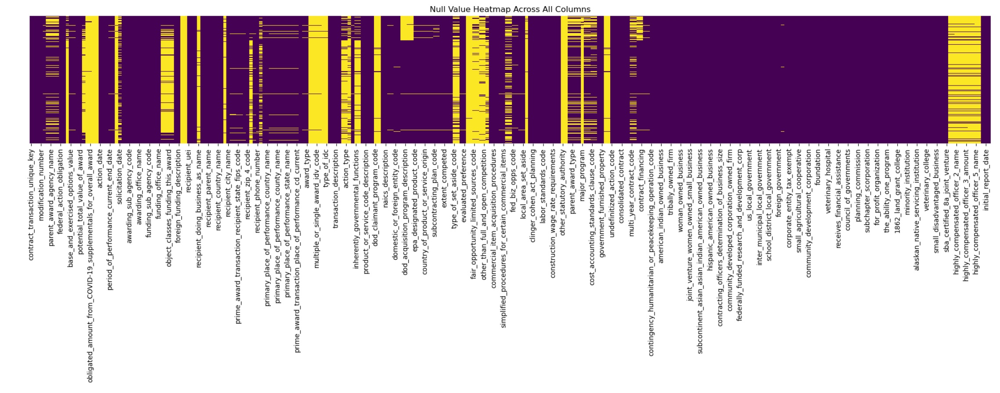 Null Value Heatmap Across All Columns
contract_transaction_unique_key
modification_number
parent_award_agency_name
federal_action_obligation
base_and_exercised_options_value
potential_total_value_of_award
obligated_amount_from_COVID-19_supplementals_for_overall_award
action_date
period_of_performance_current_end_date
solicitation_date
awarding_sub_agency_code
awarding_office_name
funding_sub_agency_code
funding_office_name
object_classes_funding_this_award
foreign_funding_description
recipient_uei
recipient_doing_business_as_name
recipient_parent_name
recipient_country_name
recipient_city_name
prime_award_transaction_recipient_state_fips_code
recipient_zip_4_code
recipient_phone_number
primary_place_of_performance_country_name
primary_place_of_performance_county_name
primary_place_of_performance_state_name
prime_award_transaction_place_of_performance_cd_current
award_type
multiple_or_single_award_idv_code
type_of_idc
transaction_description
action_type
inherently_governmental_functions
product_or_service_code_description
dod_claimant_program_code
naics_description
domestic_or_foreign_entity_code
dod_acquisition_program_description
epa_designated_product_code
country_of_product_or_service_origin
subcontracting_plan_code
extent_competed
type_of_set_aside_code
evaluated_preference
fair_opportunity_limited_sources_code
other_than_full_and_open_competition
commercial_item_acquisition_procedures
simplified_procedures_for_certain_commercial_items
fed_biz_opps_code
local_area_set_aside
clinger_cohen_act_planning
labor_standards_code
construction_wage_rate_requirements
other_statutory_authority
parent_award_type
major_program
cost_accounting_standards_clause_code
government_furnished_property
undefinitized_action_code
consolidated_contract
multi_year_contract_code
contract_financing
contingency_humanitarian_or_peacekeeping_operation_code
american_indian_owned_business
tribally_owned_firm
woman_owned_business
joint_venture_women_owned_small_business
subcontinent_asian_asian_indian_american_owned_business
hispanic_american_owned_business
contracting_officers_determination_of_business_size
community_developed_corporation_owned_firm
federally_funded_research_and_development_corp
us_local_government
inter_municipal_local_government
school_district_local_government
foreign_government
corporate_entity_tax_exempt
small_agricultural_cooperative
community_development_corporation
foundation
veterinary_hospital
receives_financial_assistance
council_of_governments
planning_commission
subchapter_scorporation
for_profit_organization
the_ability_one_program
1862_land_grant_college
minority_institution
alaskan_native_servicing_institution
veterinary_college
small_disadvantaged_business
sba_certified_8a_joint_venture
highly_compensated_officer_2_name
highly_compensated_officer_3_amount
highly_compensated_officer_5_name
initial_report_date